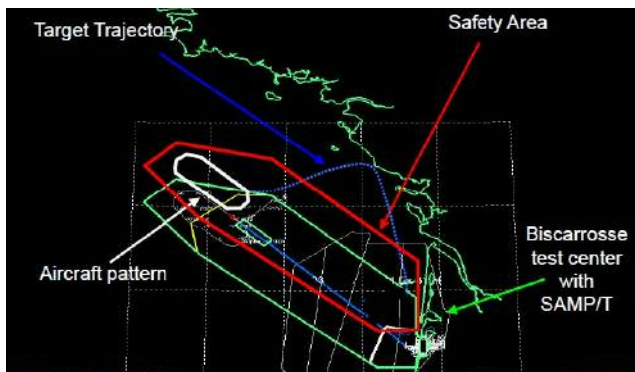 Target Trajectory
Safety
Area
Aircraft pattern
Biscarrosse
test center
with
SAMP/T